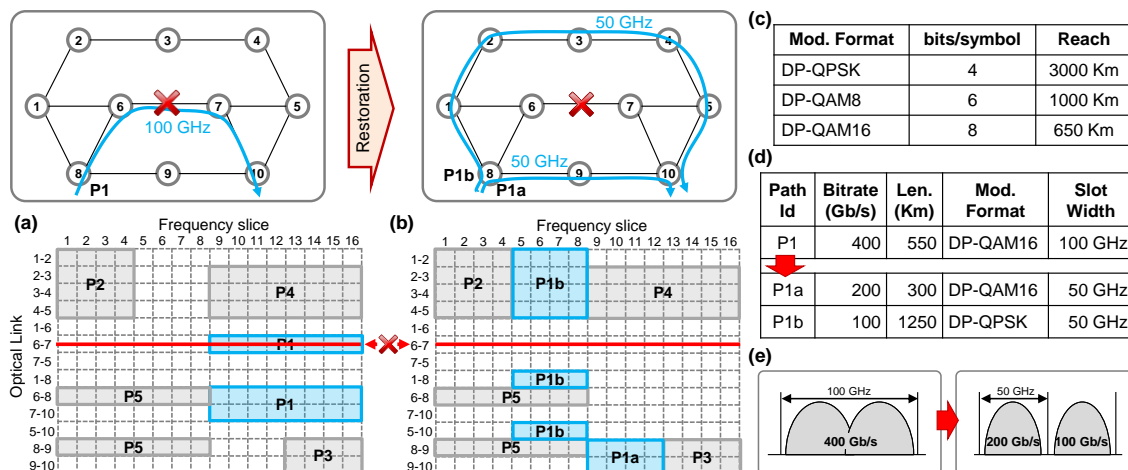 2
3
4
1
6
7
5
100 GHz
8
9
10
P1
Restoration
50 GHz
2
3
4
1
6
7
5
50 GHz
8
9
10
P1b
P1a
(c)
Mod. Format bits/symbol Reach
DP-QPSK 4 3000 Km
DP-QAM8 6 1000 Km
DP-QAM16 8 650 Km
(d)
Path Id Bitrate (Gb/s) Len. (Km) Mod. Format Slot Width
P1 400 550 DP-QAM16 100 GHz
P1a 200 300 DP-QAM16 50 GHz
P1b 100 1250 DP-QPSK 50 GHz
(a)
Frequency slice
1 2 3 4 5 6 7 8 9 10 11 12 13 14 15 16
Optical Link
1-2
2-3
3-4
4-5
1-6
6-7
7-5
1-8
6-8
7-10
5-10
8-9
9-10
P2
P4
P1
P5
P1
P5
P3
(b)
Frequency slice
1 2 3 4 5 6 7 8 9 10 11 12 13 14 15 16
1-2
2-3
3-4
4-5
1-6
6-7
7-5
1-8
6-8
7-10
5-10
8-9
9-10
P2
P1b
P4
P1b
P5
P1b
P5
P1a
P3
(e)
100 GHz
400 Gb/s
50 GHz
200 Gb/s
100 Gb/s